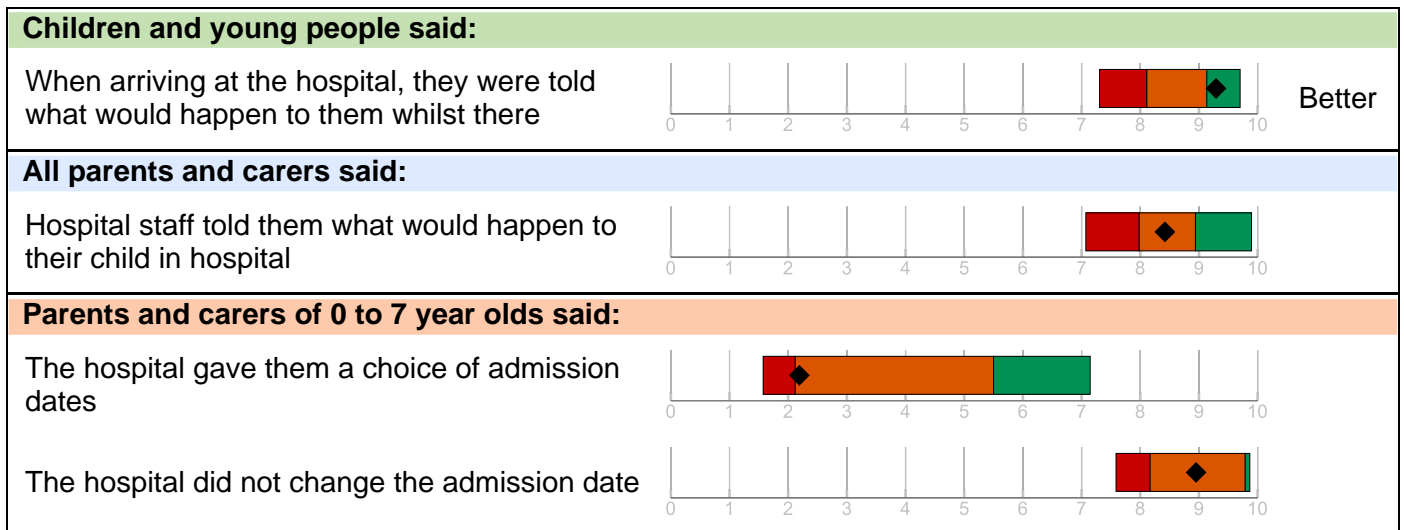 Children and young people said:
When arriving at the hospital, they were told
what would happen to them whilst there
0 1 2 3 4 5 6 7 8 9 10
Better
All parents and carers said:
Hospital staff told them what would happen to
their child in hospital
0 1 2 3 4 5 6 7 8 9 10
Parents and carers of 0 to 7 year olds said:
The hospital gave them a choice of admission
dates
0 1 2 3 4 5 6 7 8 9 10
The hospital did not change the admission date
0 1 2 3 4 5 6 7 8 9 10